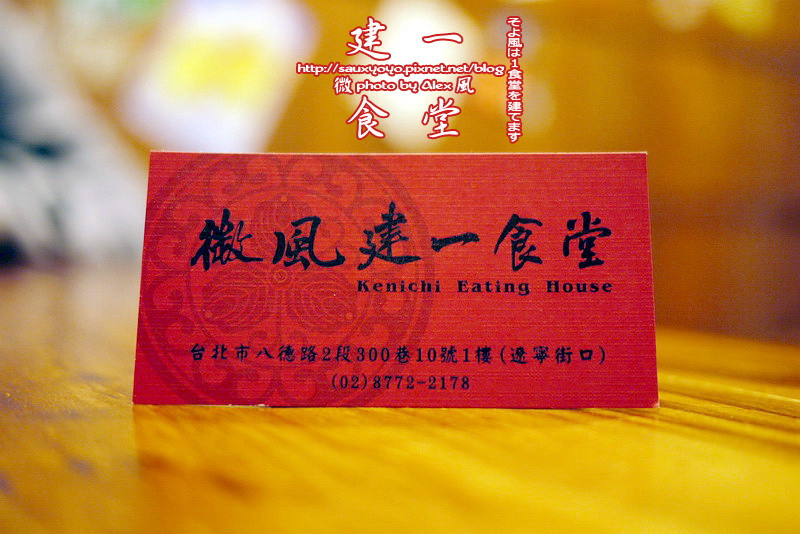 建一
http://sauxyoyo.pixnet.net/blog
微 photo by Alex 風
食堂
そよ風は1食堂を建てます
微風建一食堂
Kenichi Eating House
台北市八德路2段300巷10號1樓(遼寧街口)
(02)8772-2178